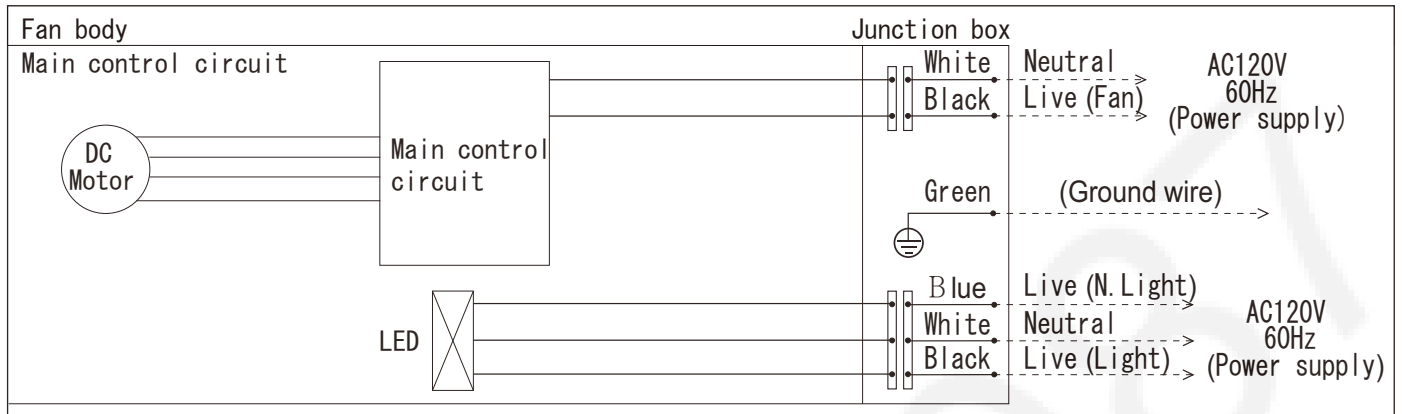 Fan body
Junction box
Main control circuit
White
Neutral
AC120V
60Hz
(Power supply)
Black
Live (Fan)
DC
Motor
Main control
circuit
Green
(Ground wire)
Blue
Live (N. Light)
AC120V
60Hz
(Power supply)
White
Neutral
LED
Black
Live (Light)